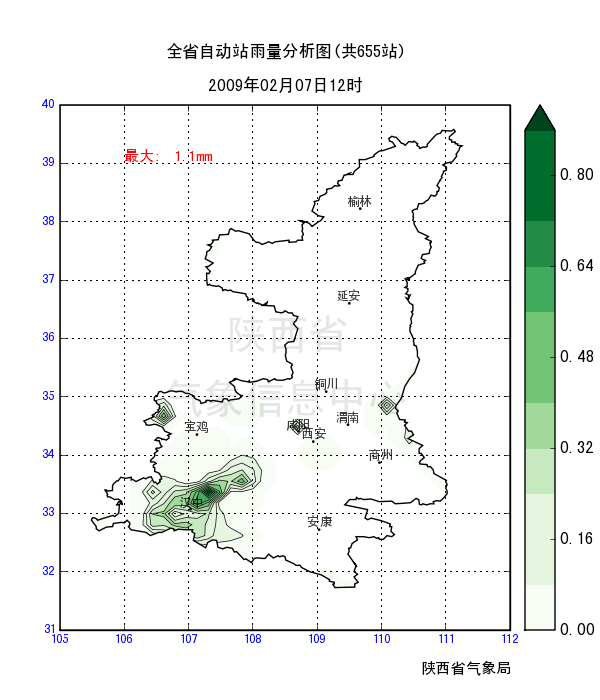 全省自动站雨量分析图(共655站)
2009年02月07日12时
最大: 1.1mm
40
39
38
37
36
35
34
33
32
31
105 106 107 108 109 110 111 112
榆林
延安
陕西省
气象信息中心
铜川
宝鸡
咸阳
渭南
西安
商州
汉中
安康
0.80
0.64
0.48
0.32
0.16
0.00
陕西省气象局